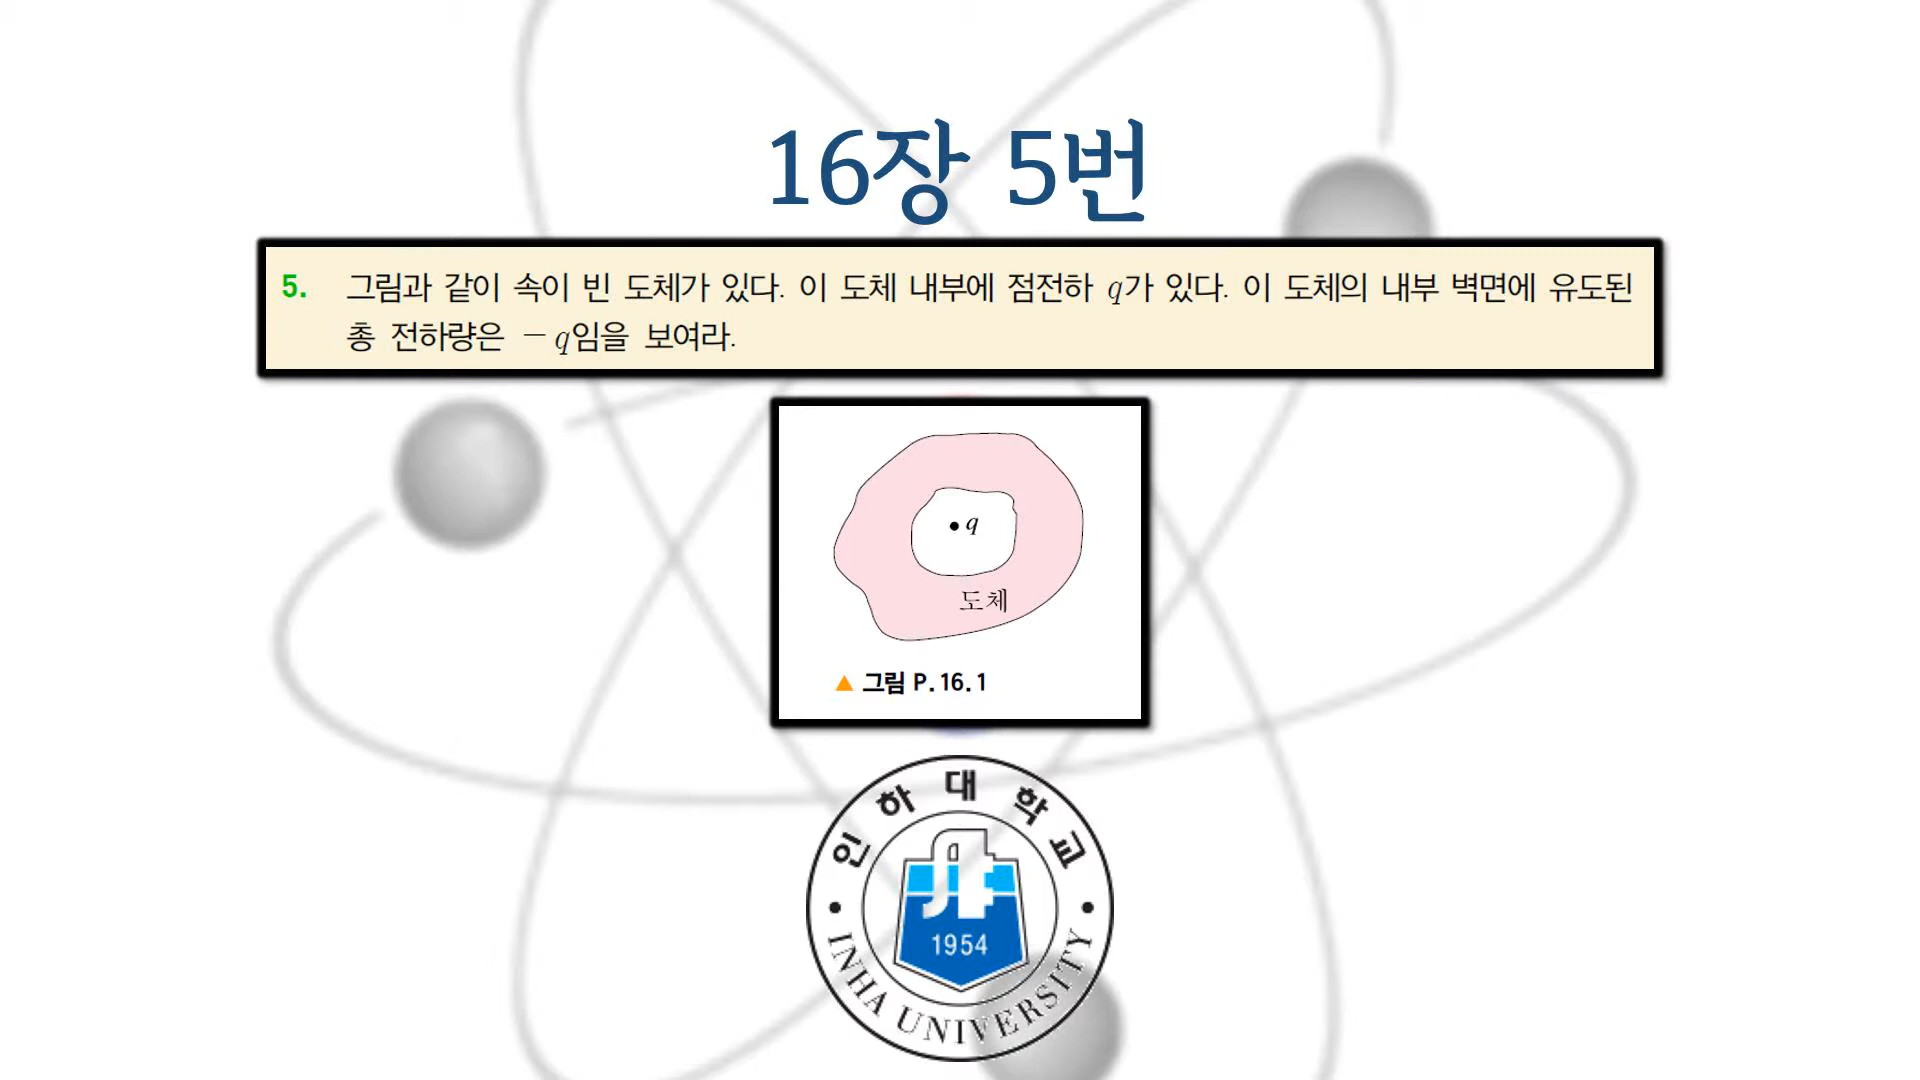 16장 5번
5. 그림과 같이 속이 빈 도체가 있다. 이 도체 내부에 점전하 q가 있다. 이 도체의 내부 벽면에 유도된
총 전하량은 −q임을 보여라.
q
도체
▲ 그림 P.16.1
인하대학교
1954
INHA UNIVERSITY